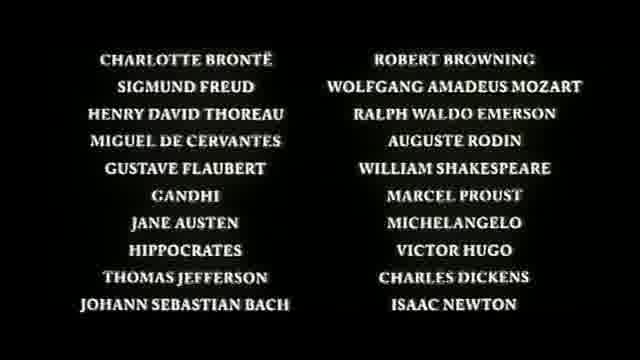 CHARLOTTE BRONTË
SIGMUND FREUD
HENRY DAVID THOREAU
MIGUEL DE CERVANTES
GUSTAVE FLAUBERT
GANDHI
JANE AUSTEN
HIPPOCRATES
THOMAS JEFFERSON
JOHANN SEBASTIAN BACH
ROBERT BROWNING
WOLFGANG AMADEUS MOZART
RALPH WALDO EMERSON
AUGUSTE RODIN
WILLIAM SHAKESPEARE
MARCEL PROUST
MICHELANGELO
VICTOR HUGO
CHARLES DICKENS
ISAAC NEWTON